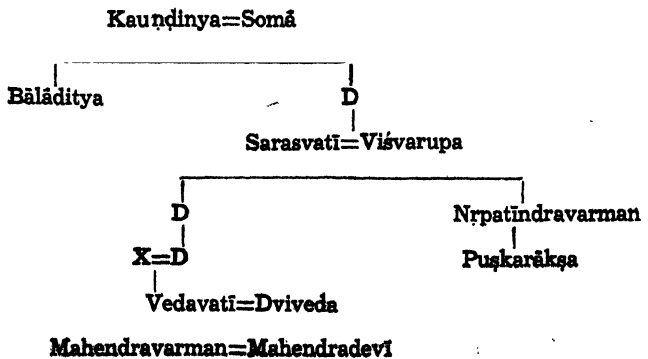 Kauṇḍinya=Somā
Bālāditya D
Sarasvatī=Viśvarupa
D Nṛpatīndravarman
X=D Puṣkarākṣa
Vedavatī=Dviveda
Mahendravarman=Mahendradevī